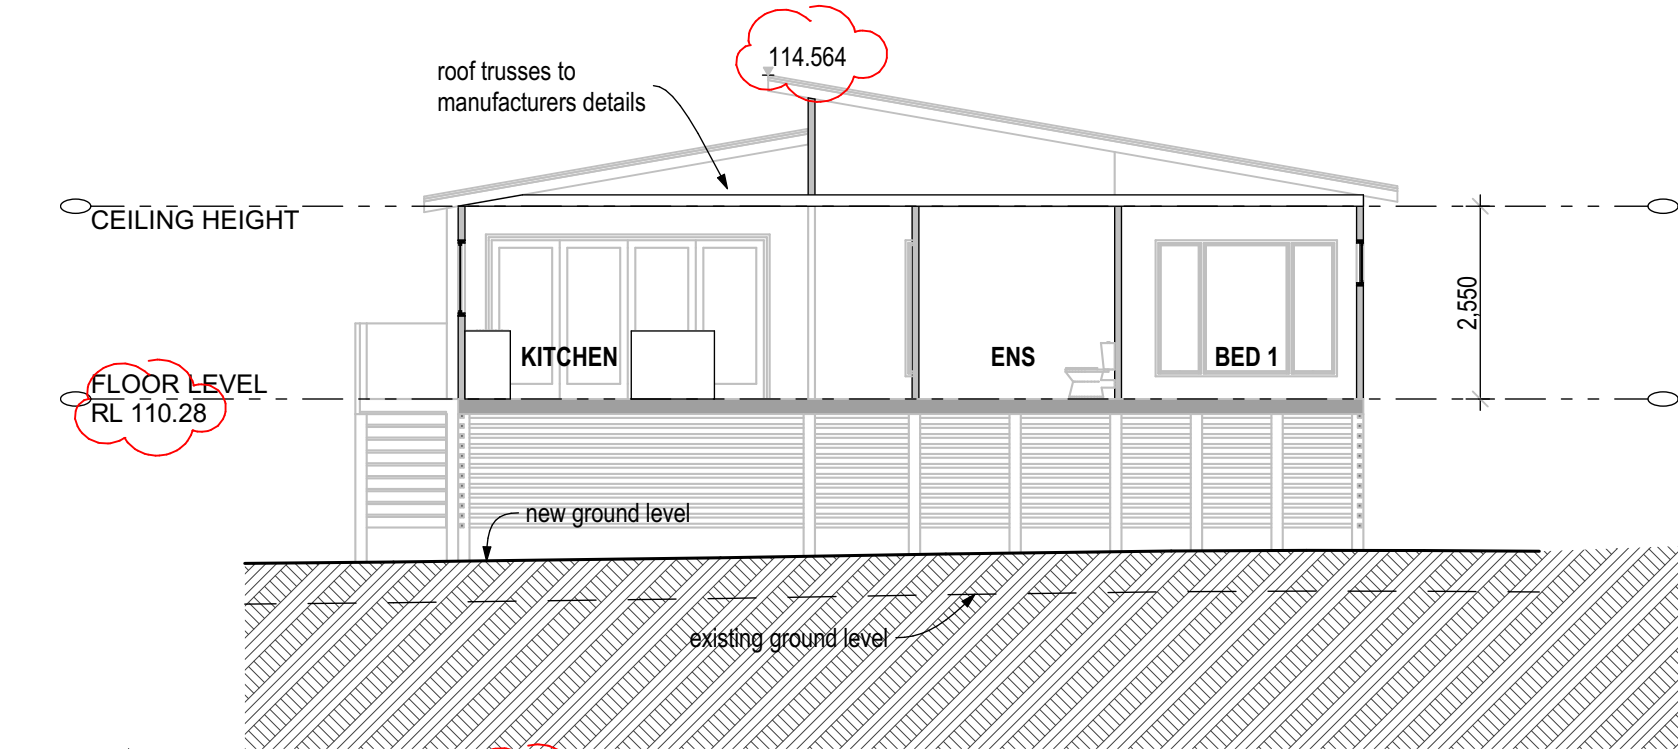 114.564
roof trusses to
manufacturers details
CEILING HEIGHT
2,550
KITCHEN
ENS
BED 1
FLOOR LEVEL
RL 110.28
new ground level
existing ground level